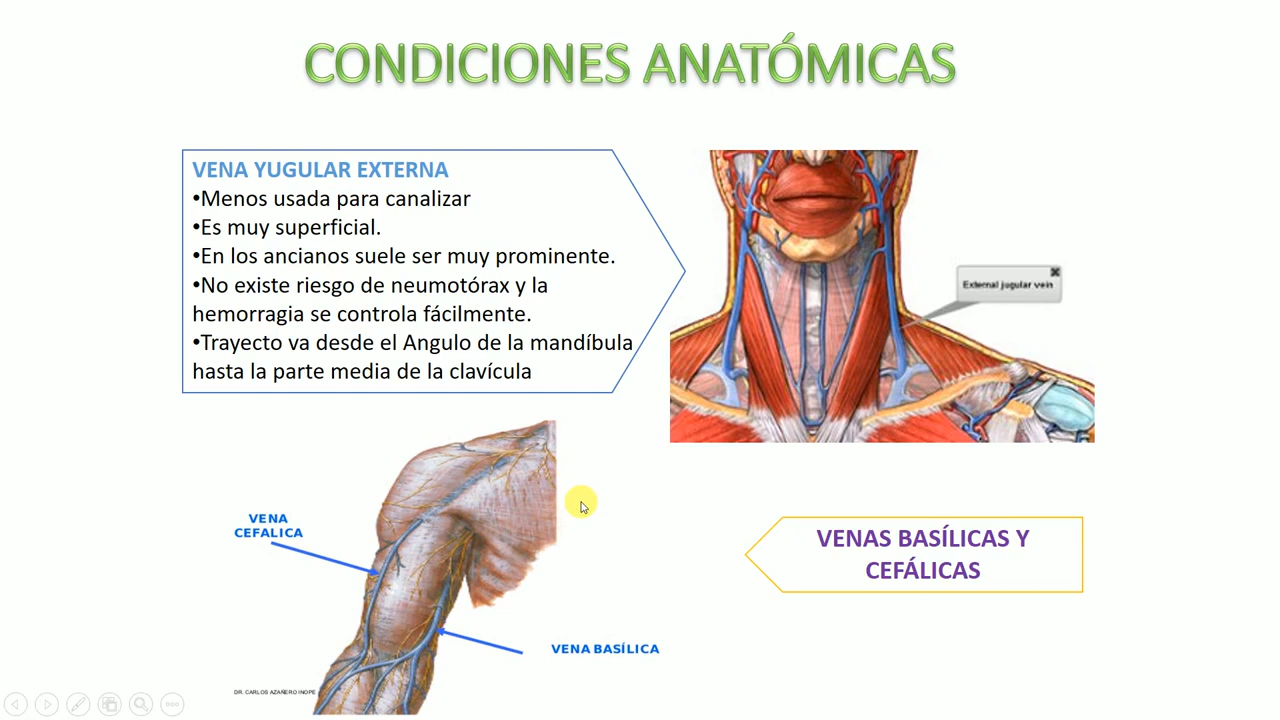 CONDICIONES ANATÓMICAS
VENA YUGULAR EXTERNA
•Menos usada para canalizar
•Es muy superficial.
•En los ancianos suele ser muy prominente.
•No existe riesgo de neumotórax y la
hemorragia se controla fácilmente.
•Trayecto va desde el Angulo de la mandíbula
hasta la parte media de la clavícula
External jugular vein
VENA
CEFALICA
VENAS BASÍLICAS Y
CEFÁLICAS
VENA BASÍLICA
DR. CARLOS AZAÑERO INOPE